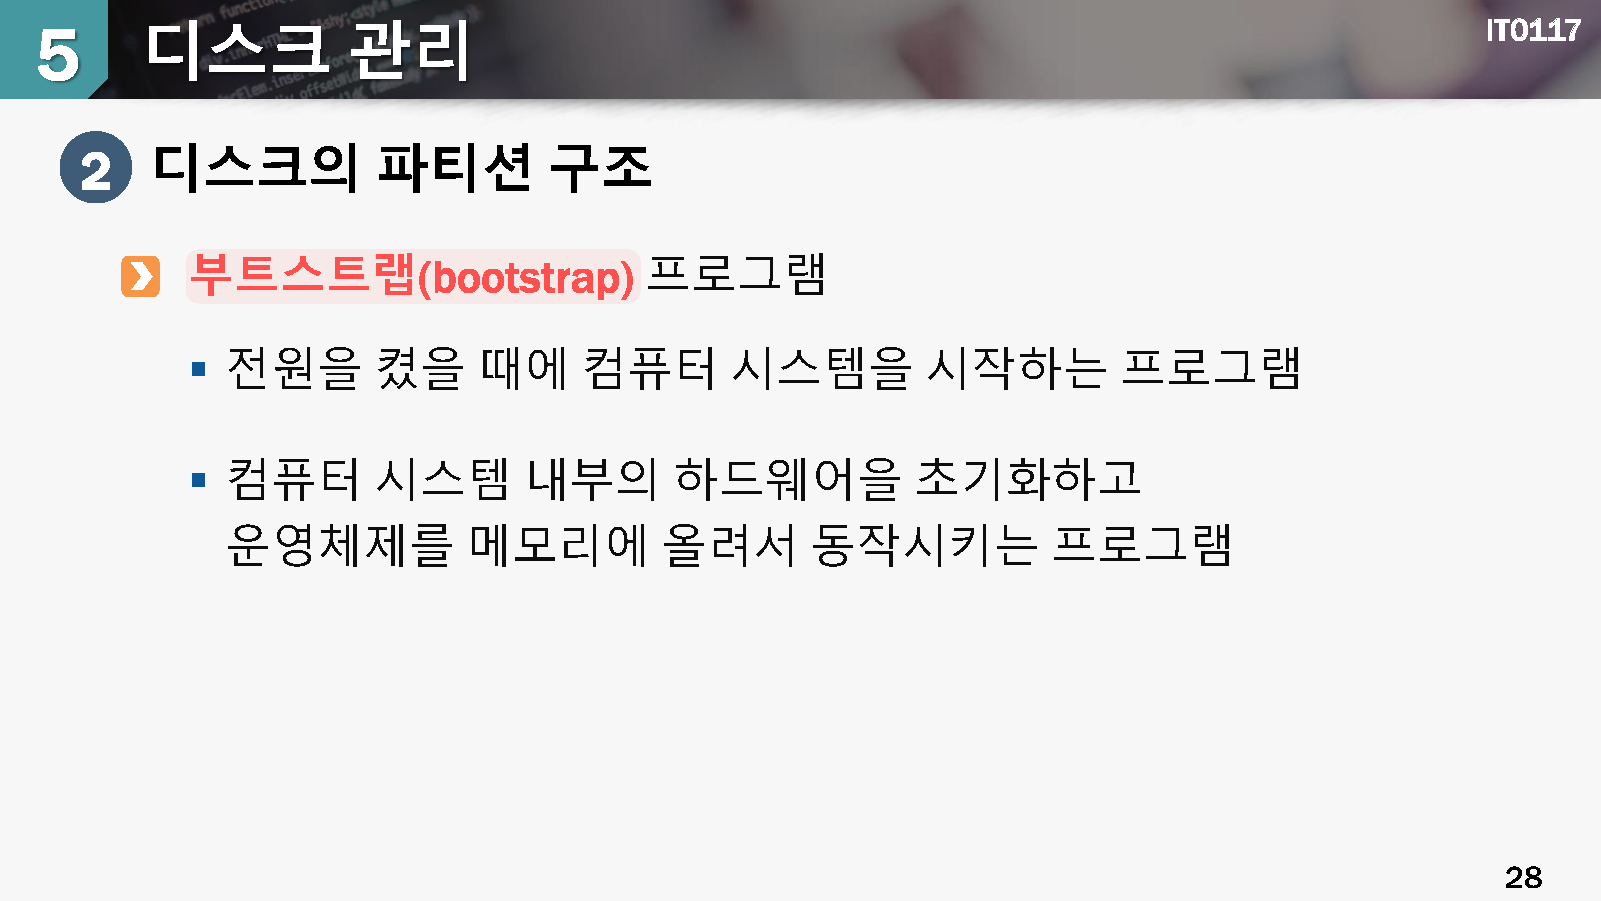 5 디스크 관리
IT0117
2 디스크의 파티션 구조
부트스트랩(bootstrap) 프로그램
전원을 켰을 때에 컴퓨터 시스템을 시작하는 프로그램
컴퓨터 시스템 내부의 하드웨어을 초기화하고
운영체제를 메모리에 올려서 동작시키는 프로그램
28